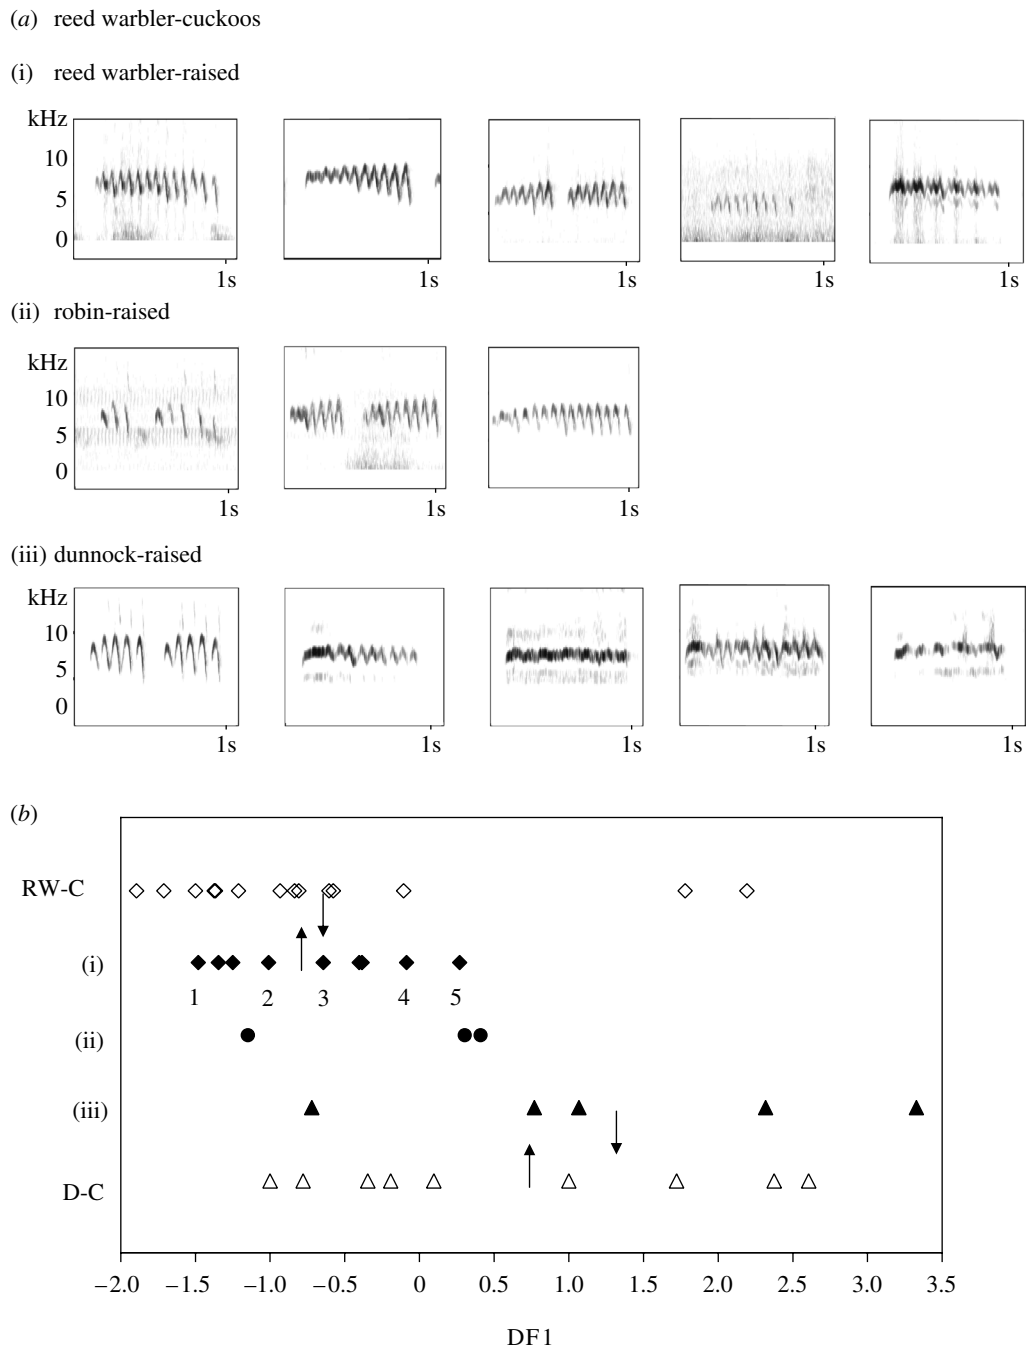 (a) reed warbler-cuckoos
(i) reed warbler-raised
kHz
10
5
0
1s 1s 1s 1s 1s
(ii) robin-raised
kHz
10
5
0
1s 1s 1s
(iii) dunnock-raised
kHz
10
5
0
1s 1s 1s 1s 1s
(b)
RW-C
(i)
1 2 3 4 5
(ii)
(iii)
D-C
−2.0 −1.5 −1.0 −0.5 0 0.5 1.0 1.5 2.0 2.5 3.0 3.5
DF1